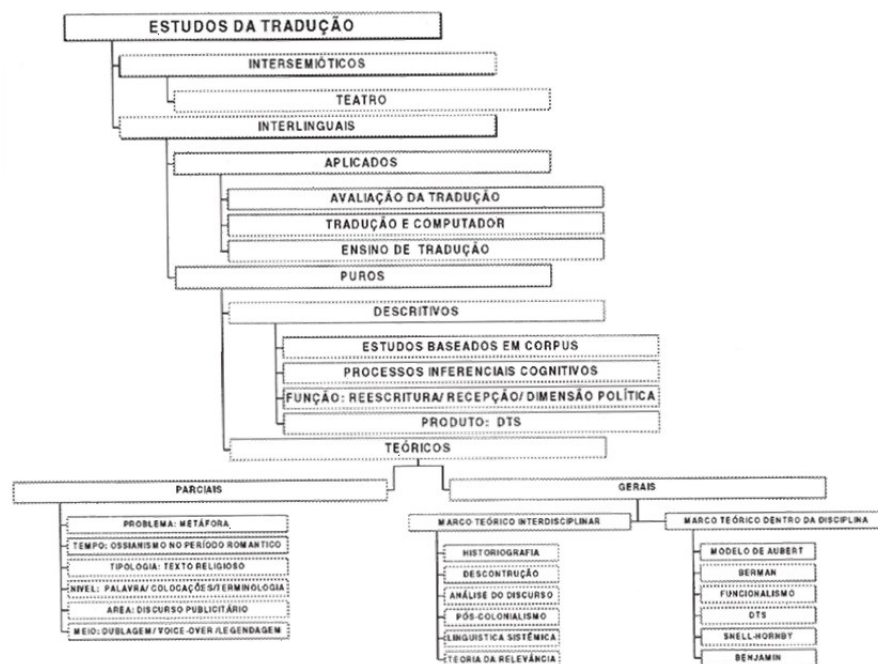 ESTUDOS DA TRADUÇÃO
INTERSEMIÓTICOS
TEATRO
INTERLINGUAIS
APLICADOS
AVALIAÇÃO DA TRADUÇÃO
TRADUÇÃO E COMPUTADOR
ENSINO DE TRADUÇÃO
PUROS
DESCRITIVOS
ESTUDOS BASEADOS EM CORPUS
PROCESSOS INFERENCIAIS COGNITIVOS
FUNÇÃO: REESCRITURA/ RECEPÇÃO/ DIMENSÃO POLÍTICA
PRODUTO: DTS
TEÓRICOS
PARCIAIS
PROBLEMA: METÁFORA
TEMPO: OSSIANISMO NO PERÍODO ROMANTICO
TIPOLOGIA: TEXTO RELIGIOSO
NIVEL: PALAVRA/ COLOCAÇÕES/TERMINOLOGIA
AREA: DISCURSO PUBLICITÁRIO
MEIO: DUBLAGEM/ VOICE-OVER /LEGENDAGEM
GERAIS
MARCO TEÓRICO INTERDISCIPLINAR
HISTORIOGRAFIA
DESCONTRUÇÃO
ANÁLISE DO DISCURSO
PÓS-COLONIALISMO
LINGUISTICA SISTÊMICA
TEORIA DA RELEVÂNCIA
MARCO TEÓRICO DENTRO DA DISCIPLINA
MODELO DE AUBERT
BERMAN
FUNCIONALISMO
DTS
SNELL-HORNBY
BENJAMIN